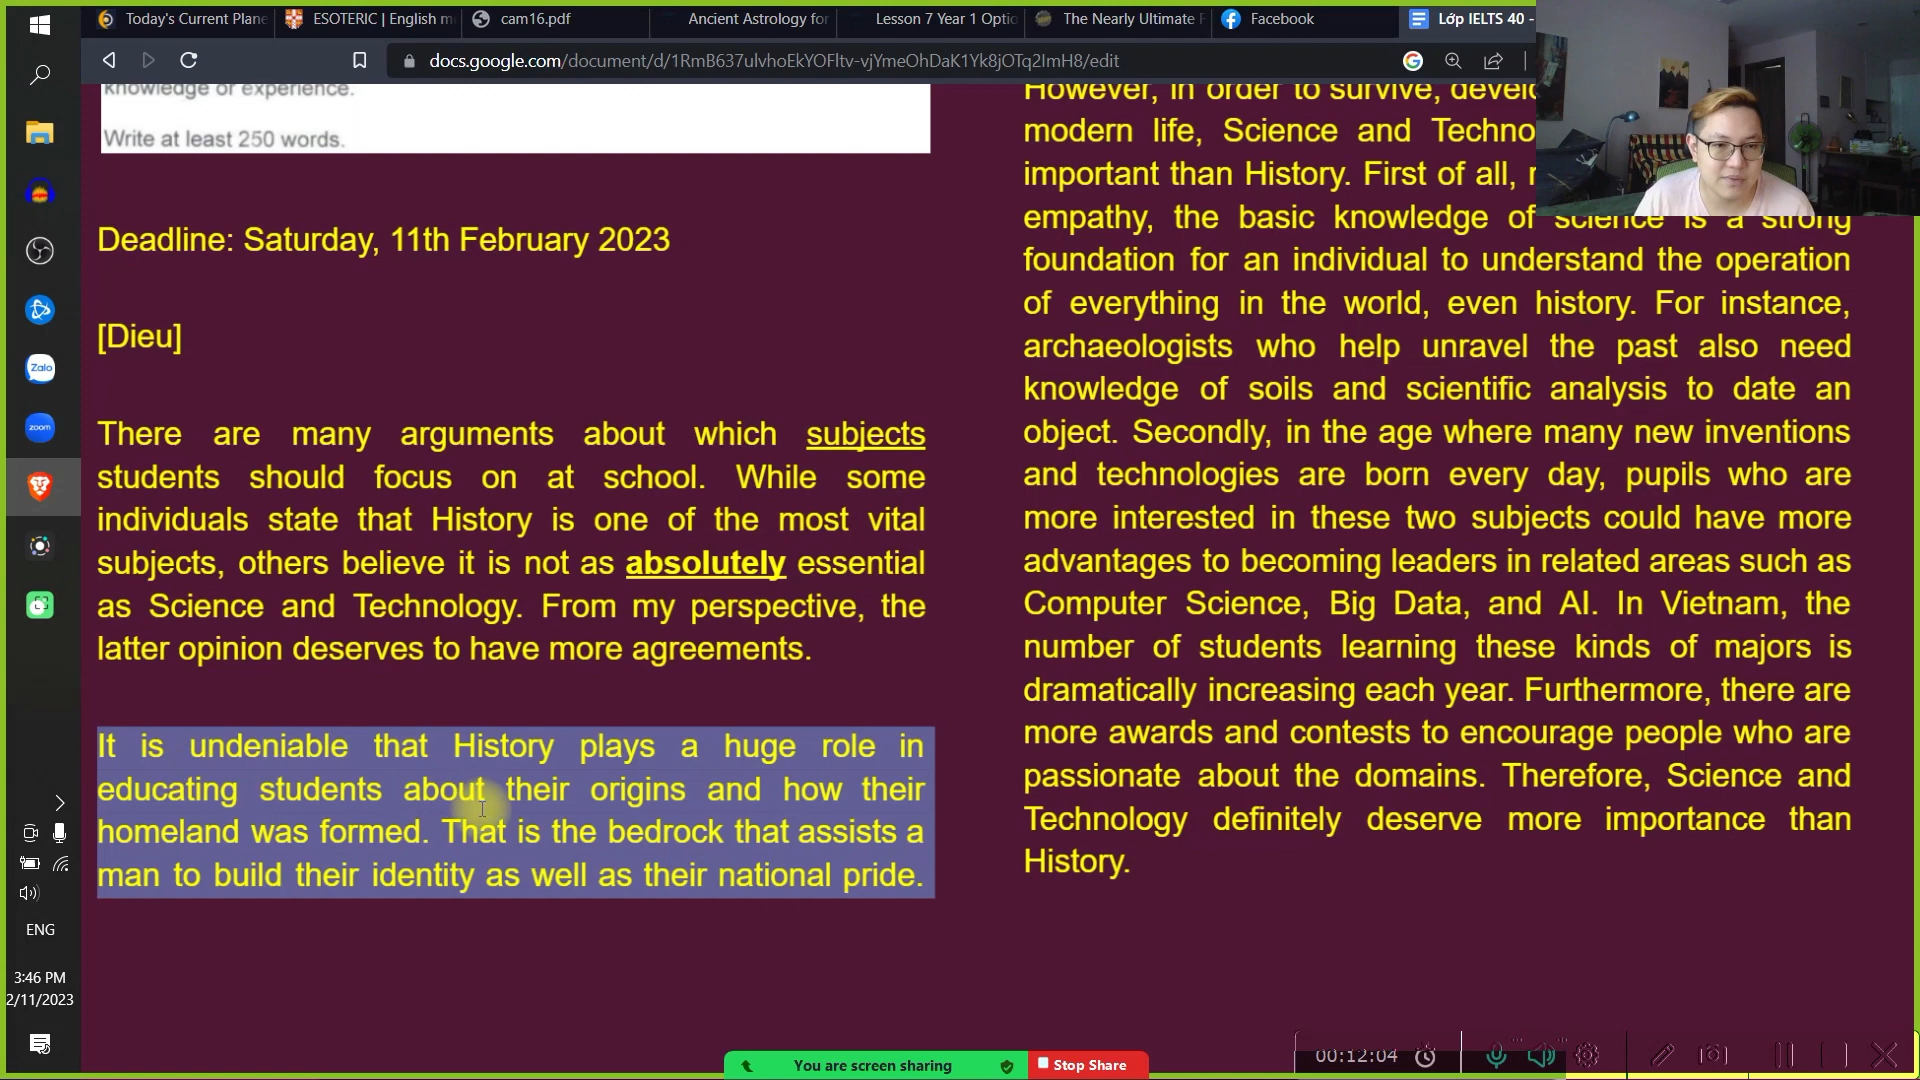 Today's Current Plane
ESOTERIC | English m
cam16.pdf
Ancient Astrology for
Lesson 7 Year 1 Optio
The Nearly Ultimate F
Facebook
Lớp IELTS 40 -
docs.google.com/document/d/1RmB637ulvhoEkYOFltv-vjYmeOhDaK1Yk8jOTq2ImH8/edit
knowledge or experience.
Write at least 250 words.
Deadline: Saturday, 11th February 2023
[Dieu]
There are many arguments about which subjects
students should focus on at school. While some
individuals state that History is one of the most vital
subjects, others believe it is not as absolutely essential
as Science and Technology. From my perspective, the
latter opinion deserves to have more agreements.
It is undeniable that History plays a huge role in
educating students about their origins and how their
homeland was formed. That is the bedrock that assists a
man to build their identity as well as their national pride.
However, in order to survive, develo
modern life, Science and Techno
important than History. First of all,
empathy, the basic knowledge of science is a strong
foundation for an individual to understand the operation
of everything in the world, even history. For instance,
archaeologists who help unravel the past also need
knowledge of soils and scientific analysis to date an
object. Secondly, in the age where many new inventions
and technologies are born every day, pupils who are
more interested in these two subjects could have more
advantages to becoming leaders in related areas such as
Computer Science, Big Data, and AI. In Vietnam, the
number of students learning these kinds of majors is
dramatically increasing each year. Furthermore, there are
more awards and contests to encourage people who are
passionate about the domains. Therefore, Science and
Technology definitely deserve more importance than
History.
Zalo
zoom
ENG
3:46 PM
2/11/2023
You are screen sharing
Stop Share
00:12:04